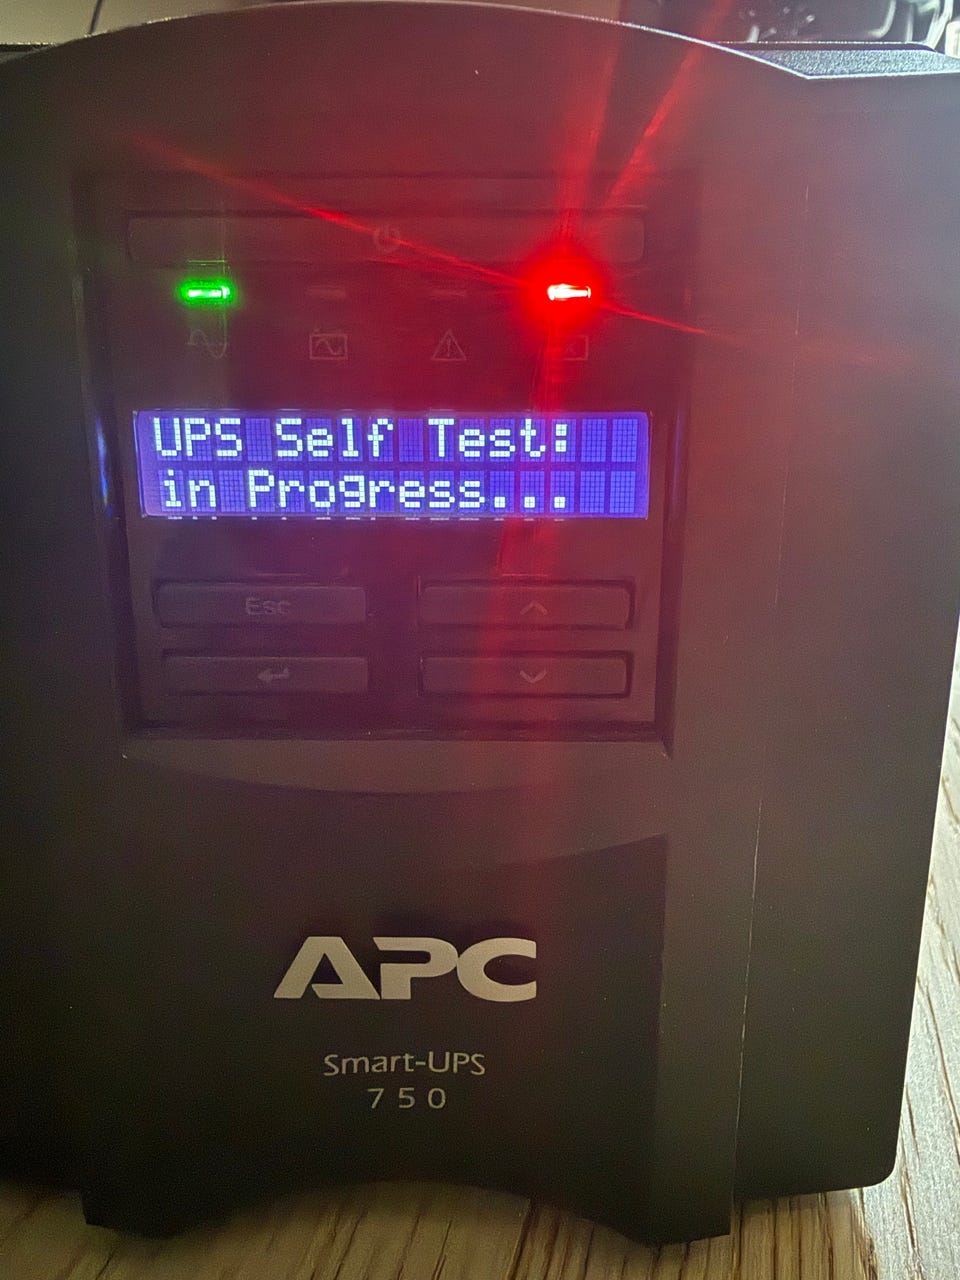 UPS Self Test:
in Progress...
Esc
APC
Smart-UPS
750